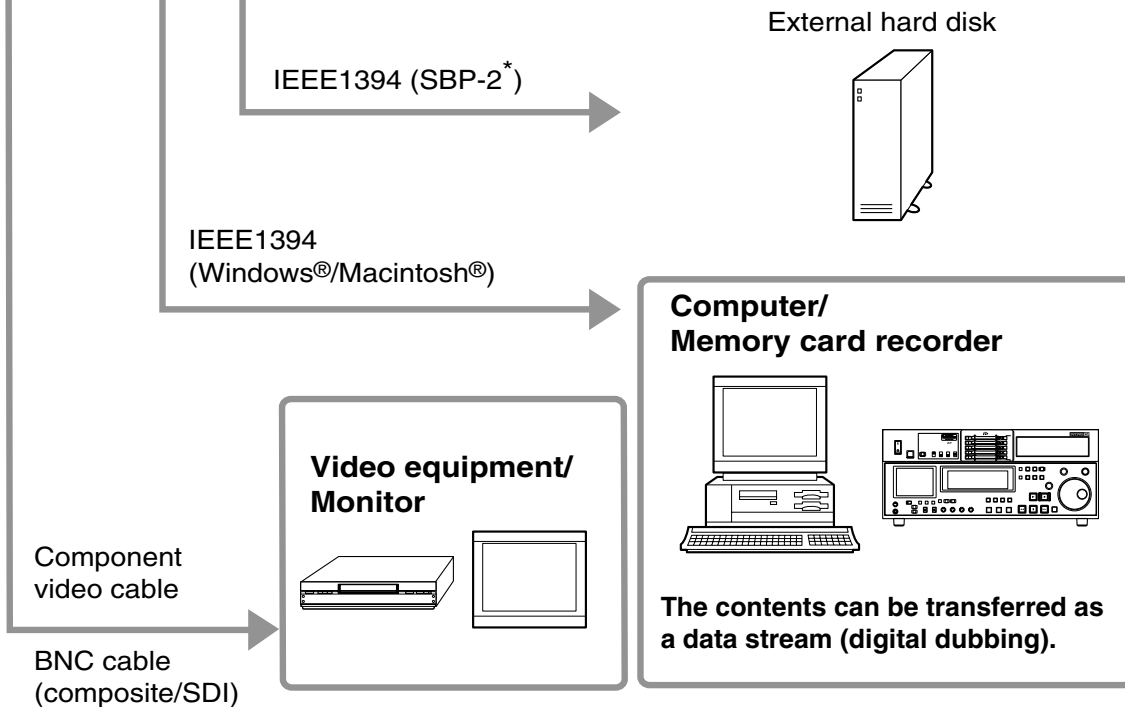 External hard disk
IEEE1394 (SBP-2*)
IEEE1394
(Windows®/Macintosh®)
Computer/
Memory card recorder
Video equipment/
Monitor
Component
video cable
The contents can be transferred as
a data stream (digital dubbing).
BNC cable
(composite/SDI)